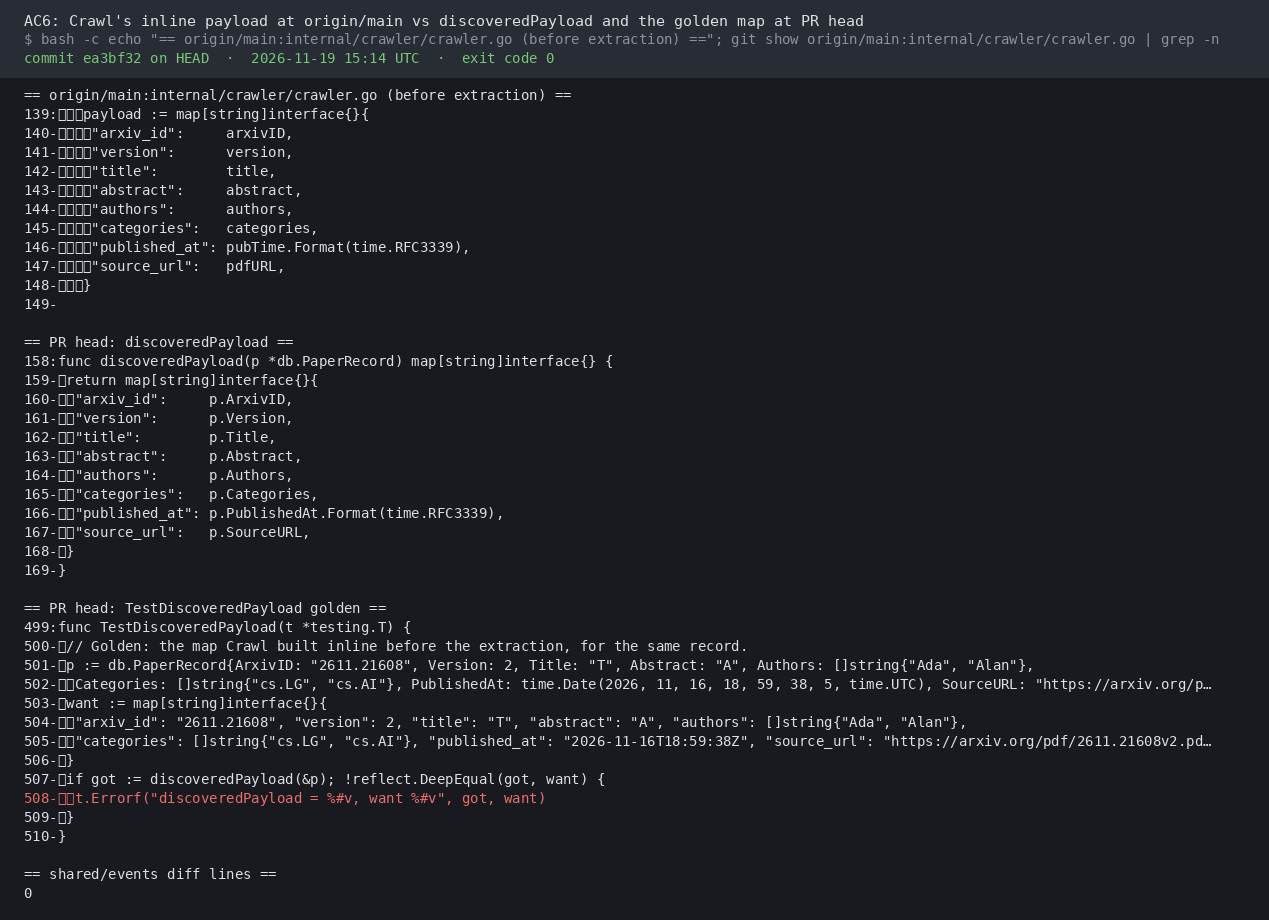 AC6: Crawl's inline payload at origin/main vs discoveredPayload and the golden map at PR head
$ bash -c echo "== origin/main:internal/crawler/crawler.go (before extraction) =="; git show origin/main:internal/crawler/crawler.go | grep -n
commit ea3bf32 on HEAD · 2026-11-19 15:14 UTC · exit code 0
== origin/main:internal/crawler/crawler.go (before extraction) ==
139:			payload := map[string]interface{}{
140-				"arxiv_id":     arxivID,
141-				"version":      version,
142-				"title":        title,
143-				"abstract":     abstract,
144-				"authors":      authors,
145-				"categories":   categories,
146-				"published_at": pubTime.Format(time.RFC3339),
147-				"source_url":   pdfURL,
148-			}
149-
== PR head: discoveredPayload ==
158:func discoveredPayload(p *db.PaperRecord) map[string]interface{} {
159-	return map[string]interface{}{
160-		"arxiv_id":     p.ArxivID,
161-		"version":      p.Version,
162-		"title":        p.Title,
163-		"abstract":     p.Abstract,
164-		"authors":      p.Authors,
165-		"categories":   p.Categories,
166-		"published_at": p.PublishedAt.Format(time.RFC3339),
167-		"source_url":   p.SourceURL,
168-	}
169-}
== PR head: TestDiscoveredPayload golden ==
499:func TestDiscoveredPayload(t *testing.T) {
500-	// Golden: the map Crawl built inline before the extraction, for the same record.
501-	p := db.PaperRecord{ArxivID: "2611.21608", Version: 2, Title: "T", Abstract: "A", Authors: []string{"Ada", "Alan"},
502-		Categories: []string{"cs.LG", "cs.AI"}, PublishedAt: time.Date(2026, 11, 16, 18, 59, 38, 5, time.UTC), SourceURL: "https://arxiv.org/p…
503-	want := map[string]interface{}{
504-		"arxiv_id": "2611.21608", "version": 2, "title": "T", "abstract": "A", "authors": []string{"Ada", "Alan"},
505-		"categories": []string{"cs.LG", "cs.AI"}, "published_at": "2026-11-16T18:59:38Z", "source_url": "https://arxiv.org/pdf/2611.21608v2.pd…
506-	}
507-	if got := discoveredPayload(&p); !reflect.DeepEqual(got, want) {
508-		t.Errorf("discoveredPayload = %#v, want %#v", got, want)
509-	}
510-}
== shared/events diff lines ==
0